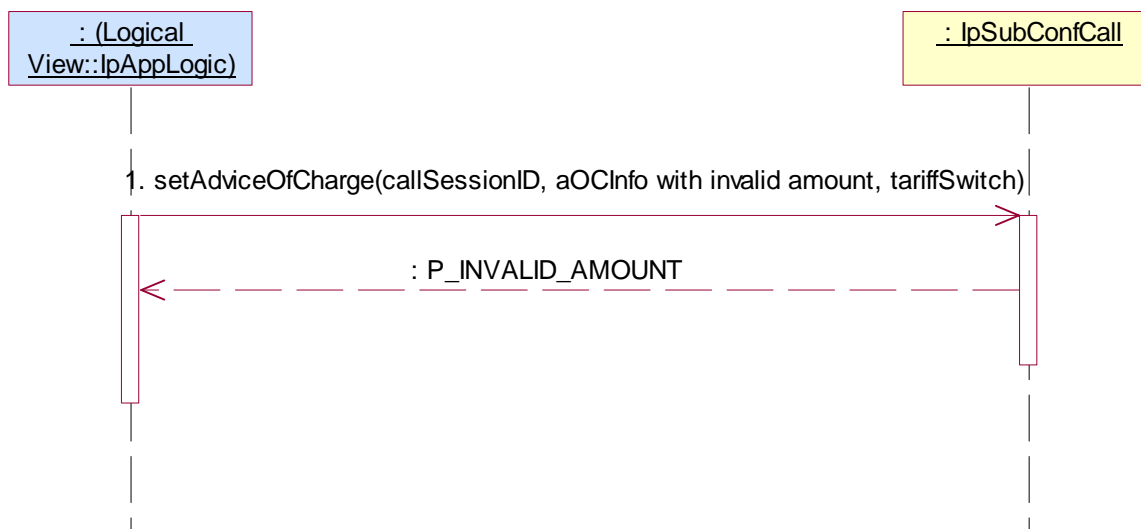 : (Logical
View::IpAppLogic)
: IpSubConfCall
1. setAdviceOfCharge(callSessionID, aOCInfo with invalid amount, tariffSwitch)
: P_INVALID_AMOUNT